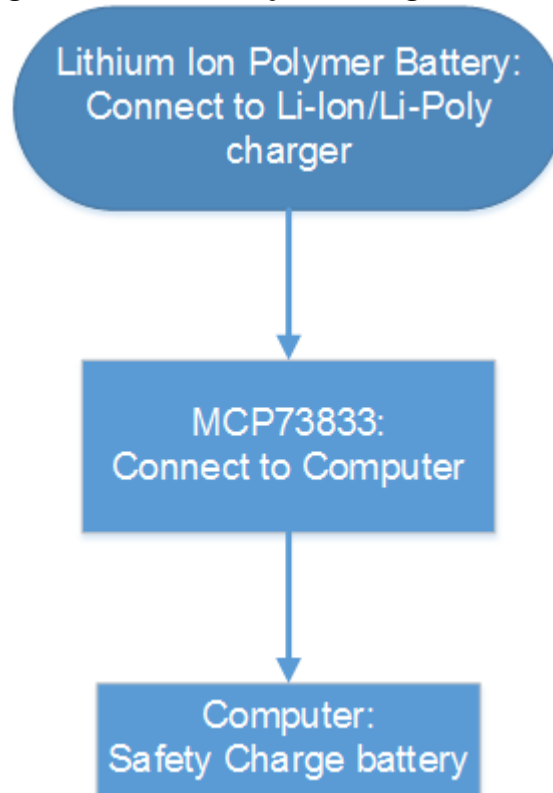 Lithium Ion Polymer Battery:
Connect to Li-Ion/Li-Poly
charger
MCP73833:
Connect to Computer
Computer:
Safety Charge battery